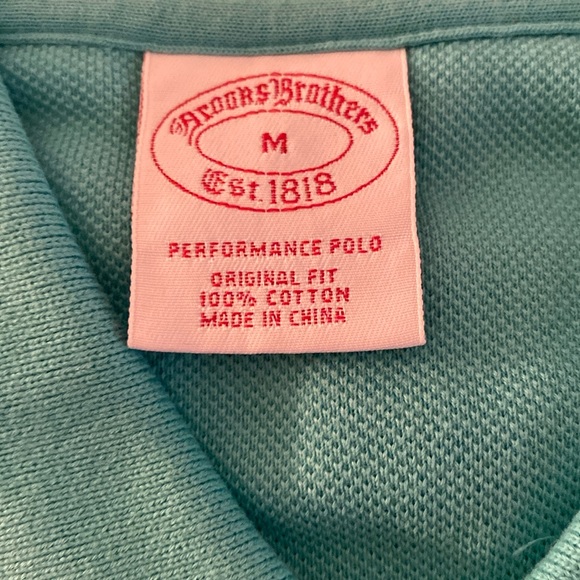 Brooks Brothers
M
Est. 1818
PERFORMANCE POLO
ORIGINAL FIT
100% COTTON
MADE IN CHINA